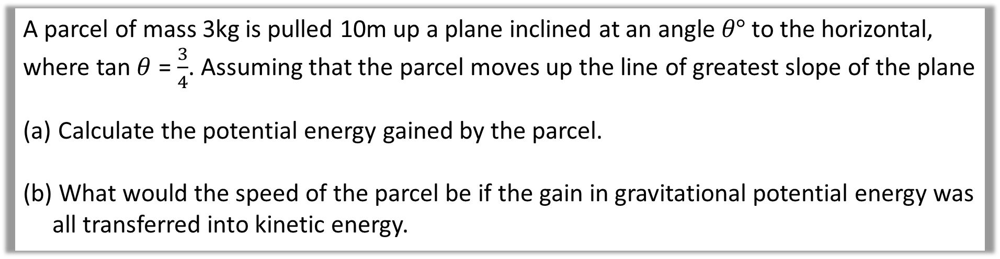 A parcel of mass 3kg is pulled 10m up a plane inclined at an angle θ° to the horizontal,
where tan θ = 3/4. Assuming that the parcel moves up the line of greatest slope of the plane
(a) Calculate the potential energy gained by the parcel.
(b) What would the speed of the parcel be if the gain in gravitational potential energy was
all transferred into kinetic energy.